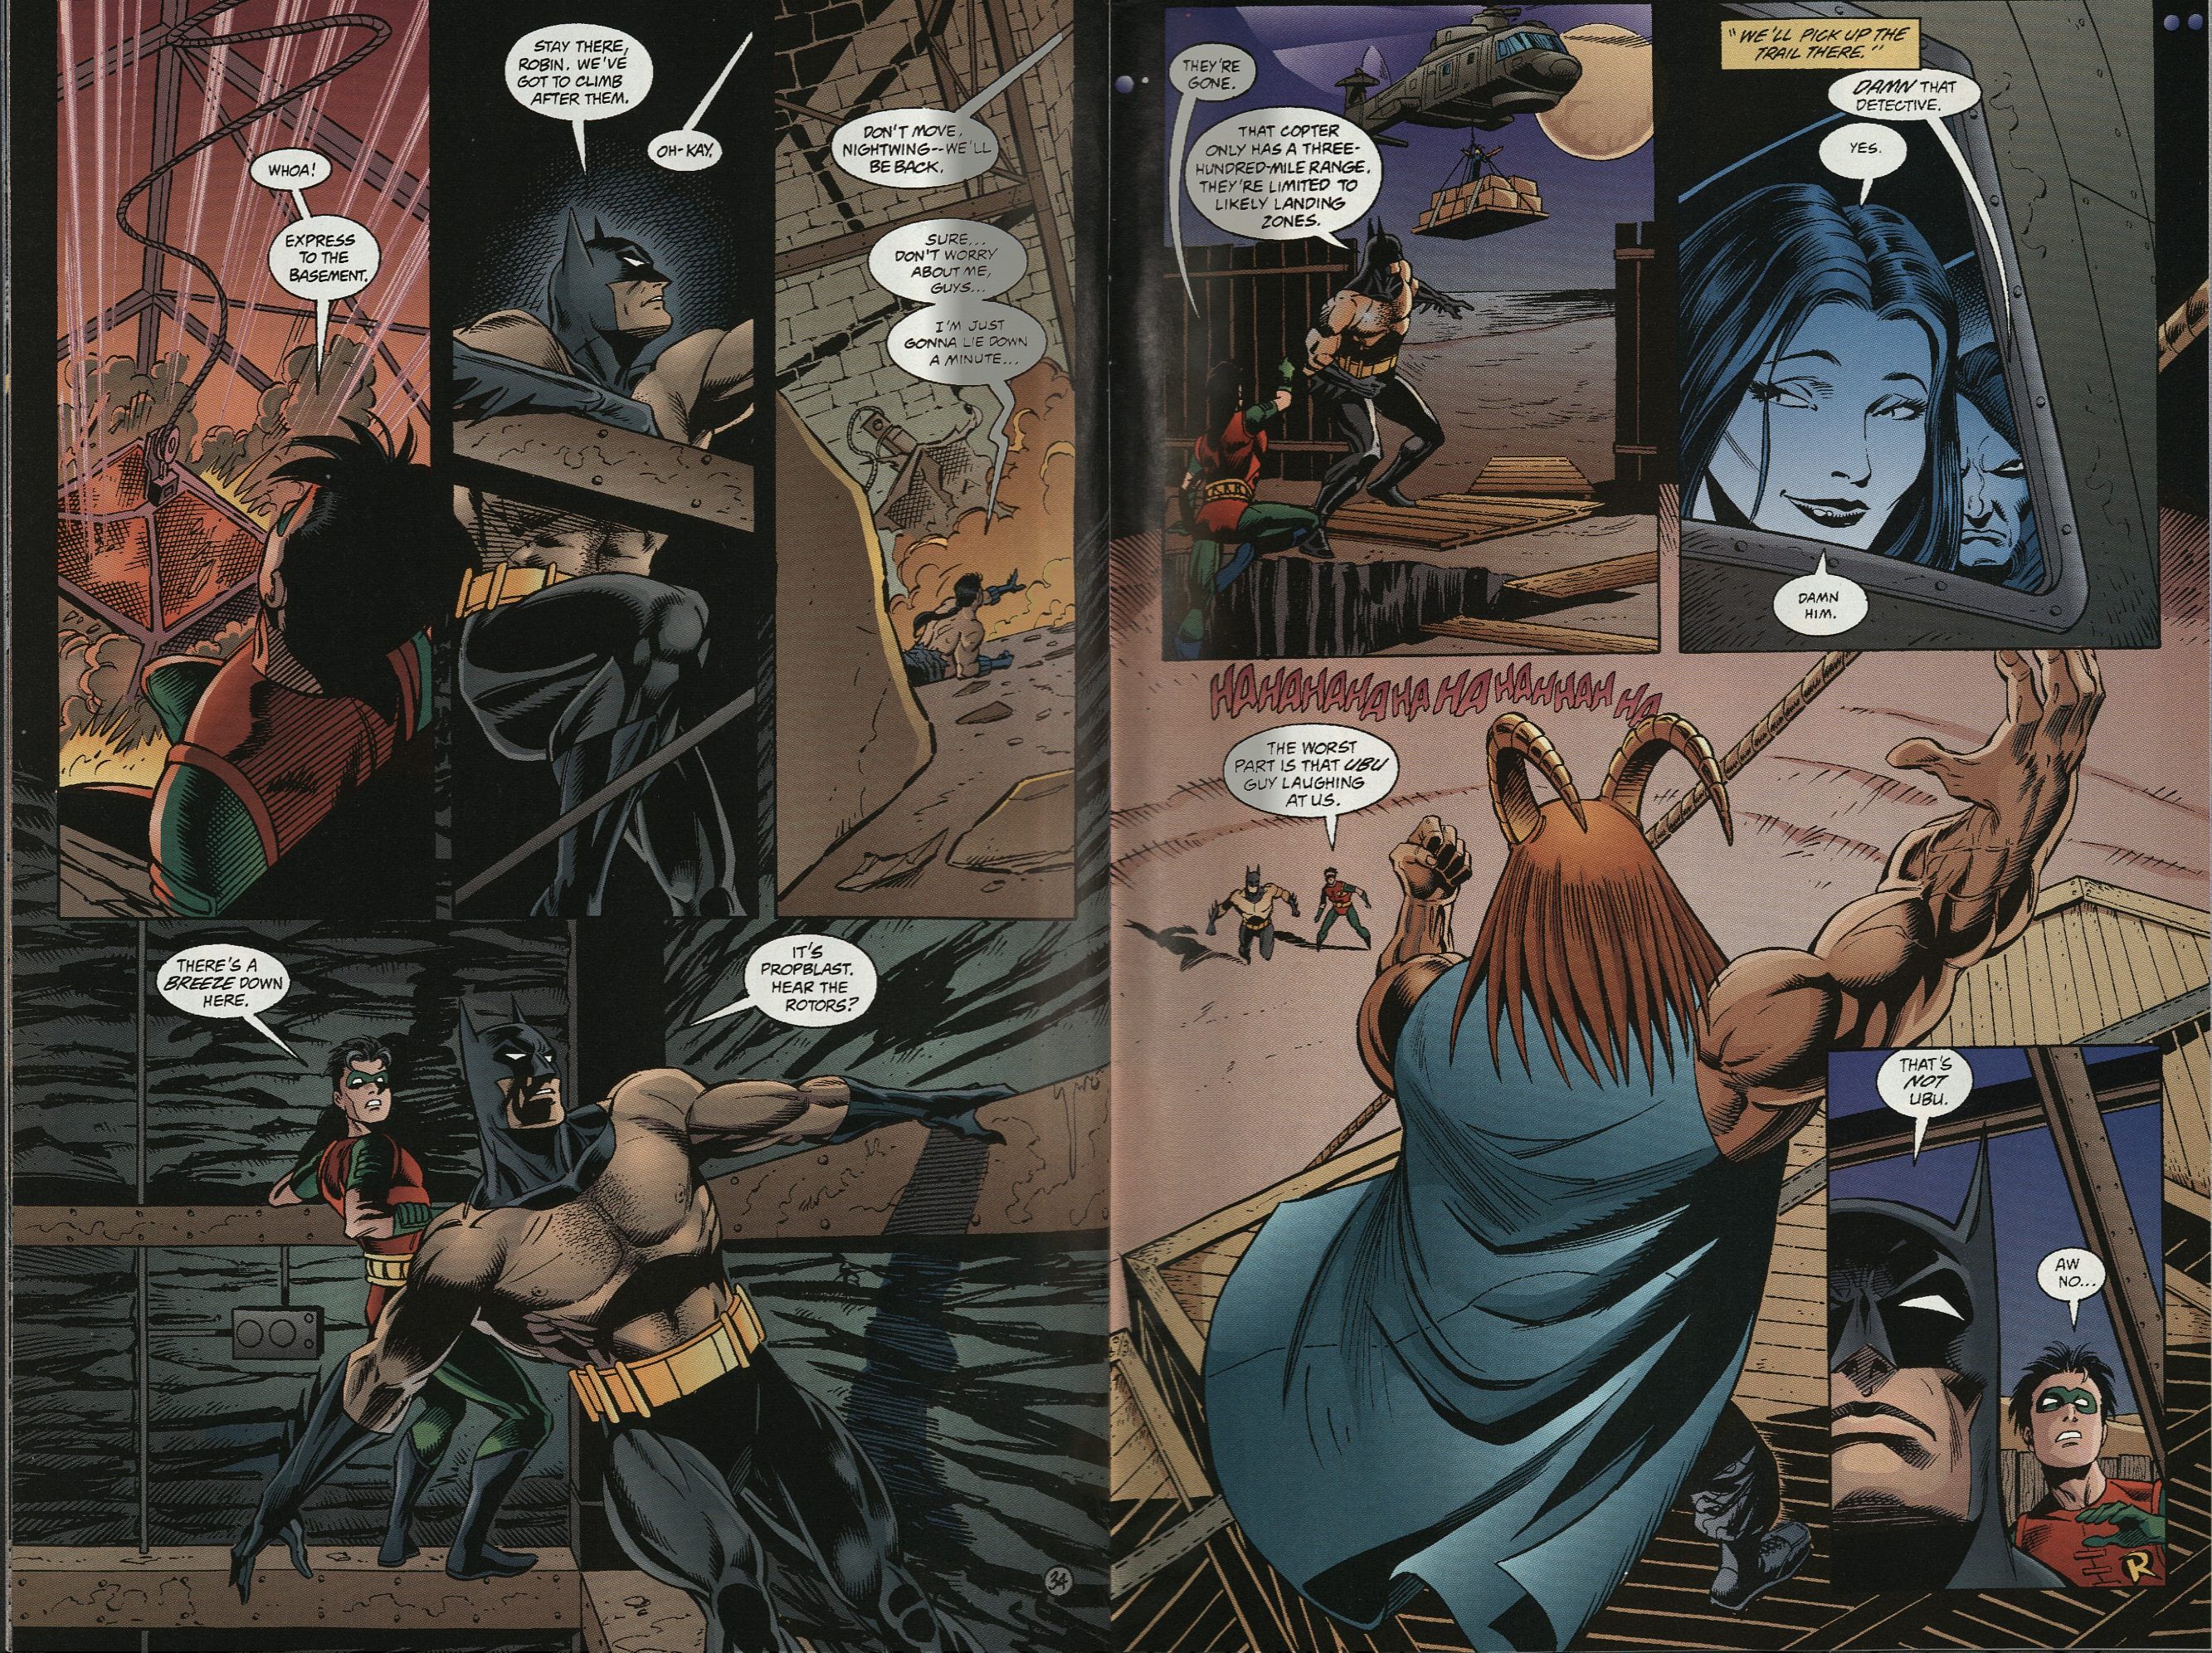 WHOA!
EXPRESS
TO THE
BASEMENT.
STAY THERE,
ROBIN. WE'VE
GOT TO CLIMB
AFTER THEM.
OH-KAY.
DON'T MOVE,
NIGHTWING--WE'LL
BE BACK.
SURE...
DON'T WORRY
ABOUT ME,
GUYS...
I'M JUST
GONNA LIE DOWN
A MINUTE...
THERE'S A
BREEZE DOWN
HERE.
IT'S
PROPBLAST.
HEAR THE
ROTORS?
34
THEY'RE
GONE.
THAT COPTER
ONLY HAS A THREE-
HUNDRED-MILE RANGE.
THEY'RE LIMITED TO
LIKELY LANDING
ZONES.
"WE'LL PICK UP THE
TRAIL THERE."
DAMN THAT
DETECTIVE.
YES.
DAMN
HIM.
HAHAHAHAHAHA HA HAHHAH HA
THE WORST
PART IS THAT UBU
GUY LAUGHING
AT US.
THAT'S
NOT
UBU.
AW
NO...
R